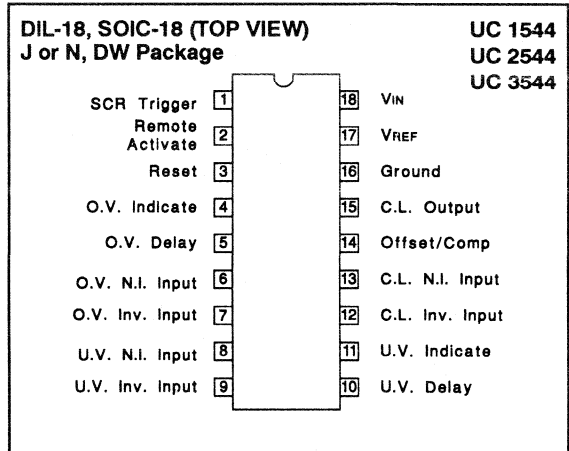 DIL-18, SOIC-18 (TOP VIEW)
J or N, DW Package
UC 1544
UC 2544
UC 3544
SCR Trigger 1
Remote Activate 2
Reset 3
O.V. Indicate 4
O.V. Delay 5
O.V. N.I. Input 6
O.V. Inv. Input 7
U.V. N.I. Input 8
U.V. Inv. Input 9
18 VIN
17 VREF
16 Ground
15 C.L. Output
14 Offset/Comp
13 C.L. N.I. Input
12 C.L. Inv. Input
11 U.V. Indicate
10 U.V. Delay